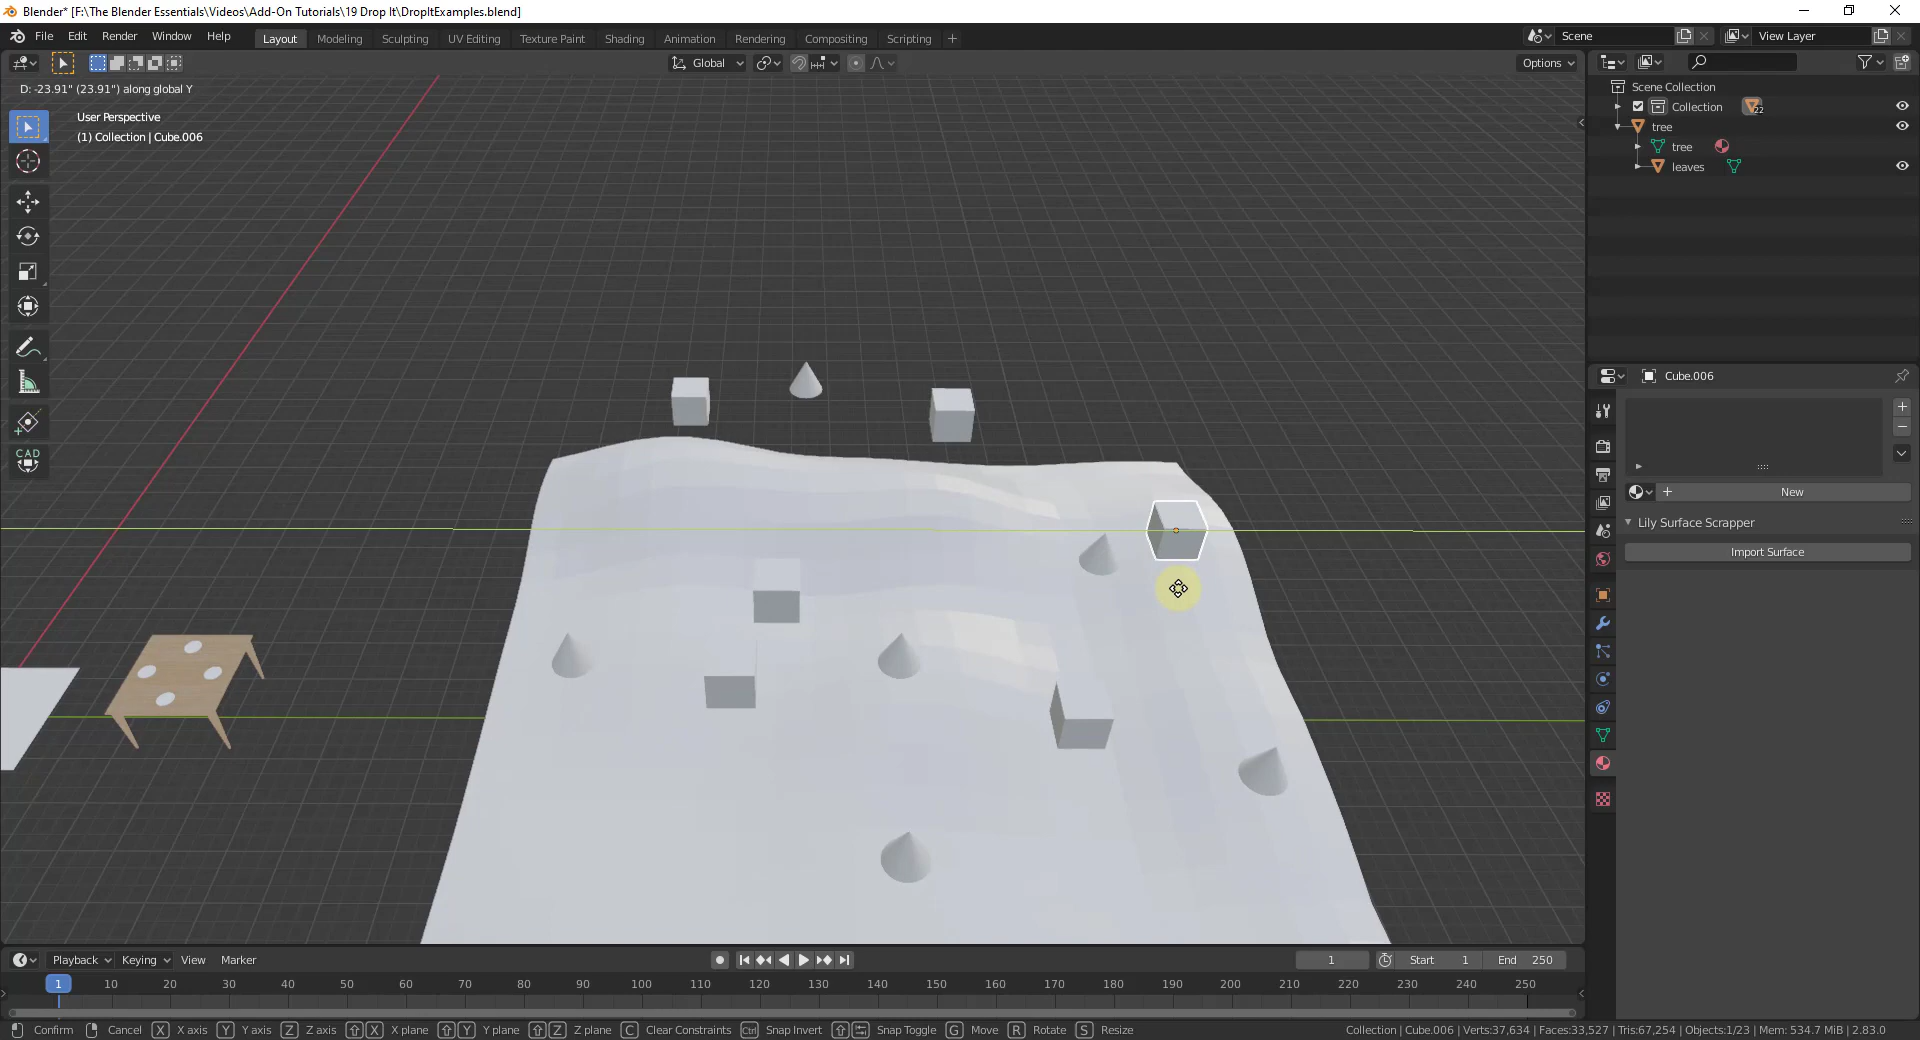 Blender* [F:\The Blender Essentials\Videos\Add-On Tutorials\19 Drop It\DropItExamples.blend]
File Edit Render Window Help Layout Modeling Sculpting UV Editing Texture Paint Shading Animation Rendering Compositing Scripting + Scene View Layer
Global Options
D: -23.91" (23.91") along global Y
User Perspective
(1) Collection | Cube.006
CAD
Scene Collection
Collection 22
tree
tree
leaves
Cube.006
New
Lily Surface Scrapper
Import Surface
Playback Keying View Marker 1 Start 1 End 250
1 10 20 30 40 50 60 70 80 90 100 110 120 130 140 150 160 170 180 190 200 210 220 230 240 250
Confirm Cancel X X axis Y Y axis Z Z axis X X plane Y Y plane Z Z plane C Clear Constraints Ctrl Snap Invert Snap Toggle G Move R Rotate S Resize Collection | Cube.006 | Verts:37,634 | Faces:33,527 | Tris:67,254 | Objects:1/23 | Mem: 534.7 MiB | 2.83.0